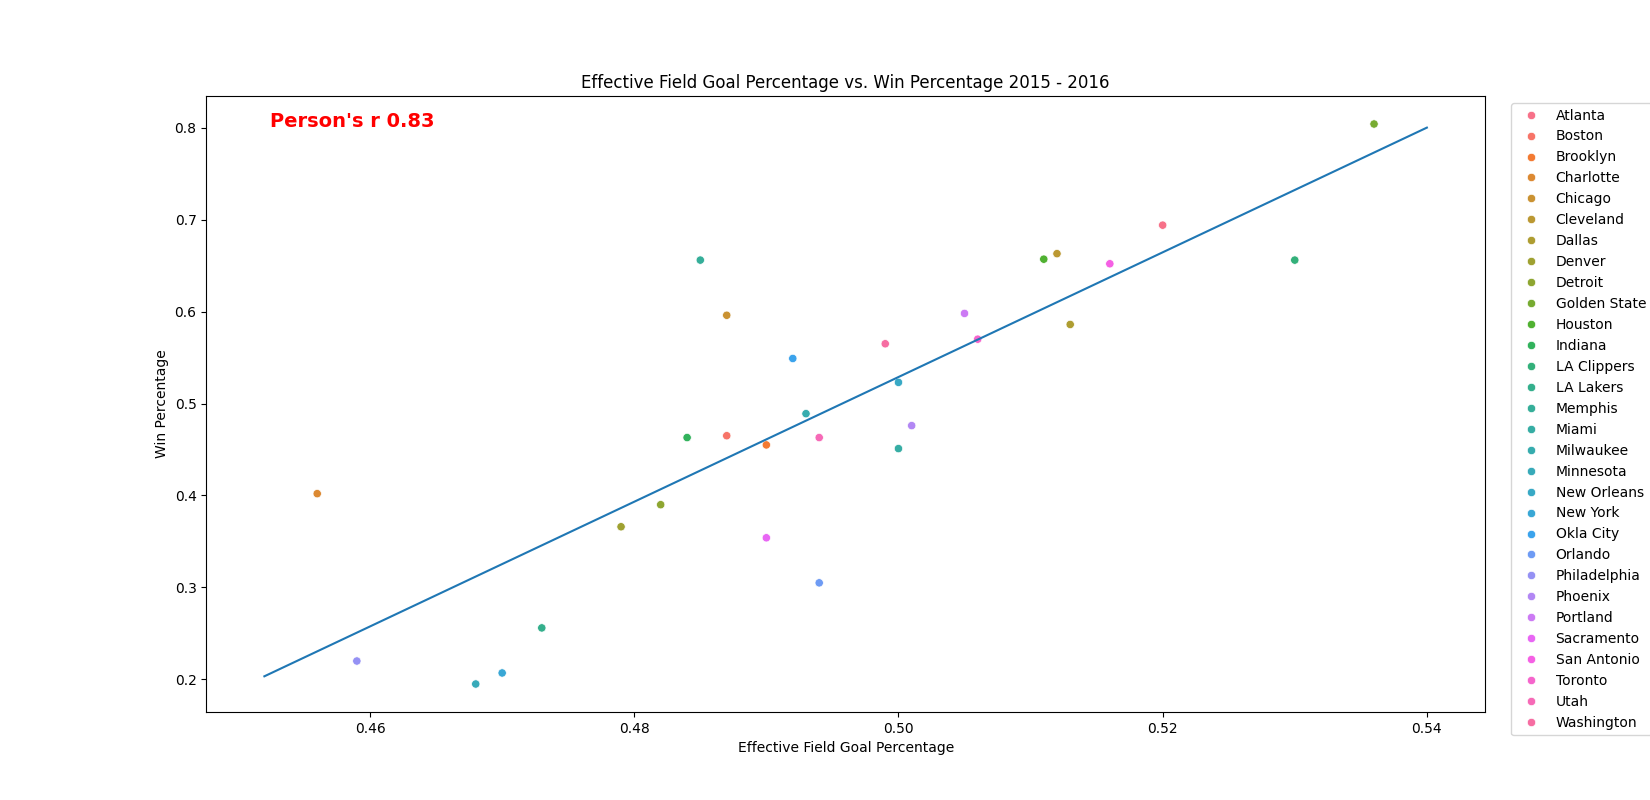 Effective Field Goal Percentage vs. Win Percentage 2015 - 2016
Person's r 0.83
0.8
0.7
0.6
0.5
0.4
0.3
0.2
Win Percentage
0.46
0.48
0.50
0.52
0.54
Effective Field Goal Percentage
Atlanta
Boston
Brooklyn
Charlotte
Chicago
Cleveland
Dallas
Denver
Detroit
Golden State
Houston
Indiana
LA Clippers
LA Lakers
Memphis
Miami
Milwaukee
Minnesota
New Orleans
New York
Okla City
Orlando
Philadelphia
Phoenix
Portland
Sacramento
San Antonio
Toronto
Utah
Washington